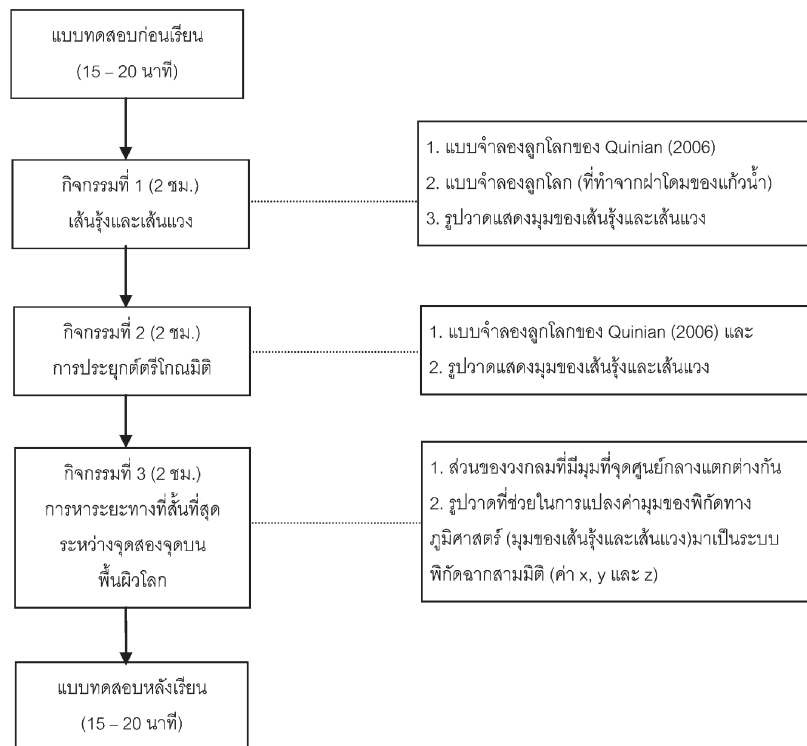 แบบทดสอบก่อนเรียน
(15 – 20 นาที)
กิจกรรมที่ 1 (2 ชม.)
เส้นรุ้งและเส้นแวง
1. แบบจำลองลูกโลกของ Quinian (2006)
2. แบบจำลองลูกโลก (ที่ทำจากฝาโดมของแก้วน้ำ)
3. รูปวาดแสดงมุมของเส้นรุ้งและเส้นแวง
กิจกรรมที่ 2 (2 ชม.)
การประยุกต์ตรีโกณมิติ
1. แบบจำลองลูกโลกของ Quinian (2006) และ
2. รูปวาดแสดงมุมของเส้นรุ้งและเส้นแวง
กิจกรรมที่ 3 (2 ชม.)
การหาระยะทางที่สั้นที่สุด
ระหว่างจุดสองจุดบน
พื้นผิวโลก
1. ส่วนของวงกลมที่มีมุมที่จุดศูนย์กลางแตกต่างกัน
2. รูปวาดที่ช่วยในการแปลงค่ามุมของพิกัดทาง
ภูมิศาสตร์ (มุมของเส้นรุ้งและเส้นแวง)มาเป็นระบบ
พิกัดฉากสามมิติ (ค่า x, y และ z)
แบบทดสอบหลังเรียน
(15 – 20 นาที)